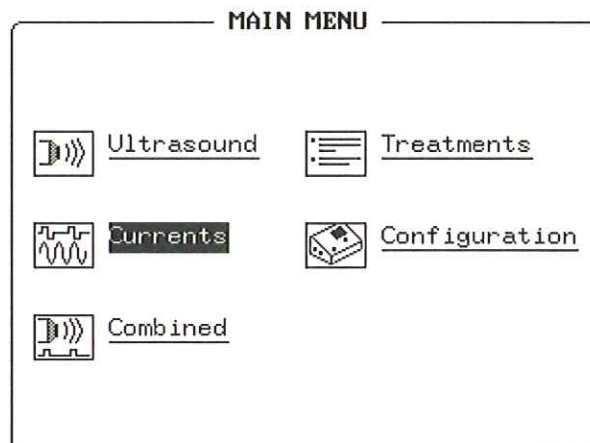 MAIN MENU
Ultrasound
Treatments
Currents
Configuration
Combined